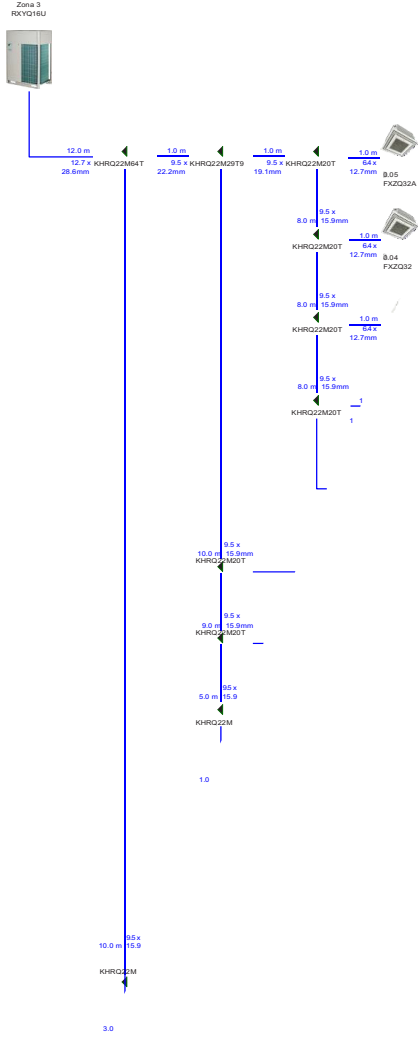 Zona 3
RXYQ16U
12.0 m
12.7 x
28.6mm
KHRQ22M64T
1.0 m
9.5 x
22.2mm
KHRQ22M29T9
1.0 m
9.5 x
19.1mm
KHRQ22M20T
1.0 m
6.4 x
12.7mm
.05
FXZQ32A
9.5 x
8.0 m 15.9mm
KHRQ22M20T
1.0 m
6.4 x
12.7mm
.04
FXZQ32
9.5 x
8.0 m 15.9mm
KHRQ22M20T
1.0 m
6.4 x
12.7mm
9.5 x
8.0 m 15.9mm
KHRQ22M20T
1
1
9.5 x
10.0 m 15.9mm
KHRQ22M20T
9.5 x
9.0 m 15.9mm
KHRQ22M20T
9.5 x
5.0 m 15.9
KHRQ22M
1.0
9.5 x
10.0 m 15.9
KHRQ22M
3.0